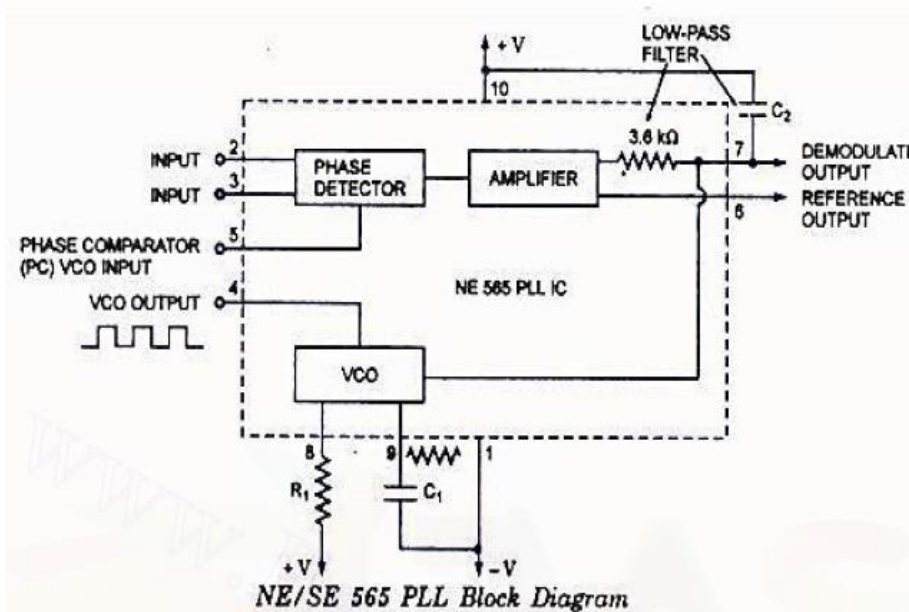 LOW-PASS
FILTER
+V
10
C2
3.6 kΩ
2
INPUT
3
INPUT
PHASE
DETECTOR
AMPLIFIER
7
DEMODULATE
OUTPUT
6
REFERENCE
OUTPUT
5
PHASE COMPARATOR
(PC) VCO INPUT
4
VCO OUTPUT
NE 565 PLL IC
VCO
8
9
1
R1
C1
+V
-V
NE/SE 565 PLL Block Diagram